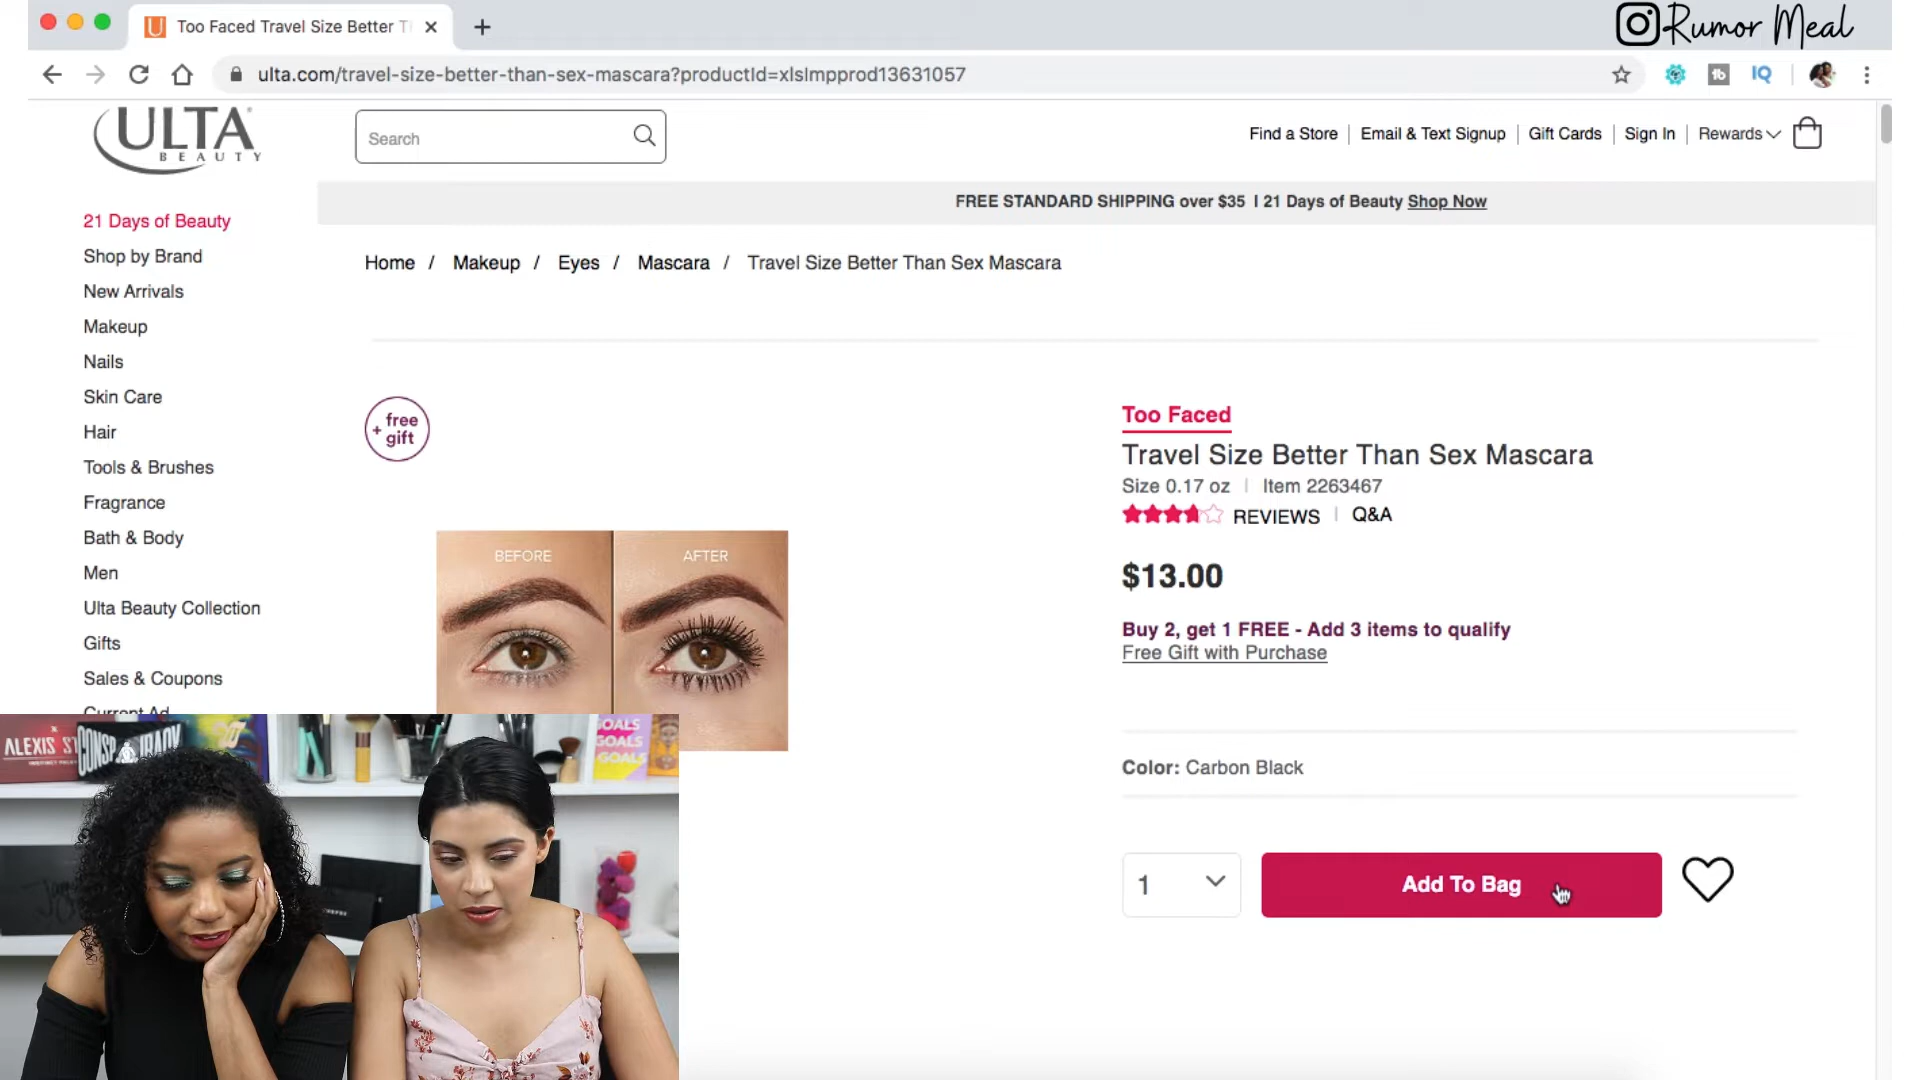 Too Faced Travel Size Better T
Rumor Meal
ulta.com/travel-size-better-than-sex-mascara?productId=xlsImpprod13631057
IQ
ULTA
BEAUTY
Search
Find a Store
Email & Text Signup
Gift Cards
Sign In
Rewards
FREE STANDARD SHIPPING over $35 I 21 Days of Beauty Shop Now
21 Days of Beauty
Shop by Brand
New Arrivals
Makeup
Nails
Skin Care
Hair
Tools & Brushes
Fragrance
Bath & Body
Men
Ulta Beauty Collection
Gifts
Sales & Coupons
Current Ad
Home / Makeup / Eyes / Mascara / Travel Size Better Than Sex Mascara
+ free
gift
BEFORE
AFTER
Too Faced
Travel Size Better Than Sex Mascara
Size 0.17 oz | Item 2263467
REVIEWS | Q&A
$13.00
Buy 2, get 1 FREE - Add 3 items to qualify
Free Gift with Purchase
Color: Carbon Black
1
Add To Bag
ALEXIS ST
GOALS
GOALS
GOALS